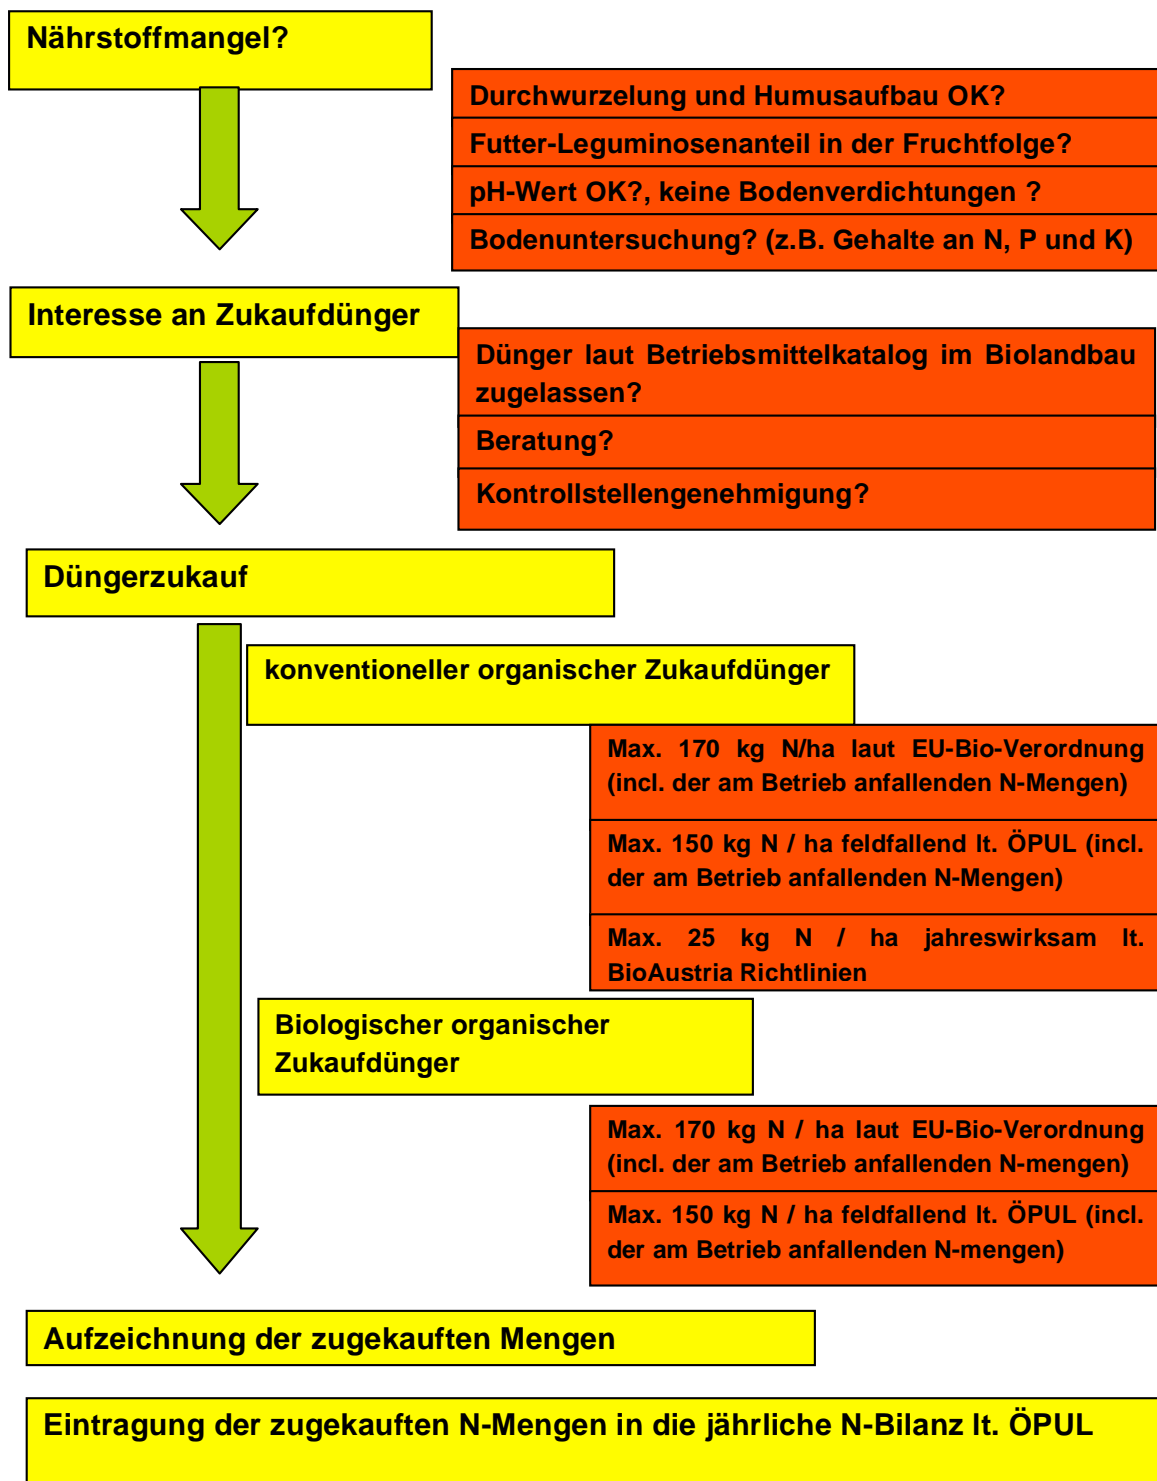 Nährstoffmangel?
Durchwurzelung und Humusaufbau OK?
Futter-Leguminosenanteil in der Fruchtfolge?
pH-Wert OK?, keine Bodenverdichtungen ?
Bodenuntersuchung? (z.B. Gehalte an N, P und K)
Interesse an Zukaufdünger
Dünger laut Betriebsmittelkatalog im Biolandbau
zugelassen?
Beratung?
Kontrollstellengenehmigung?
Düngerzukauf
konventioneller organischer Zukaufdünger
Max. 170 kg N/ha laut EU-Bio-Verordnung
(incl. der am Betrieb anfallenden N-Mengen)
Max. 150 kg N / ha feldfallend lt. ÖPUL (incl.
der am Betrieb anfallenden N-Mengen)
Max. 25 kg N / ha jahreswirksam lt.
BioAustria Richtlinien
Biologischer organischer
Zukaufdünger
Max. 170 kg N / ha laut EU-Bio-Verordnung
(incl. der am Betrieb anfallenden N-mengen)
Max. 150 kg N / ha feldfallend lt. ÖPUL (incl.
der am Betrieb anfallenden N-mengen)
Aufzeichnung der zugekauften Mengen
Eintragung der zugekauften N-Mengen in die jährliche N-Bilanz lt. ÖPUL